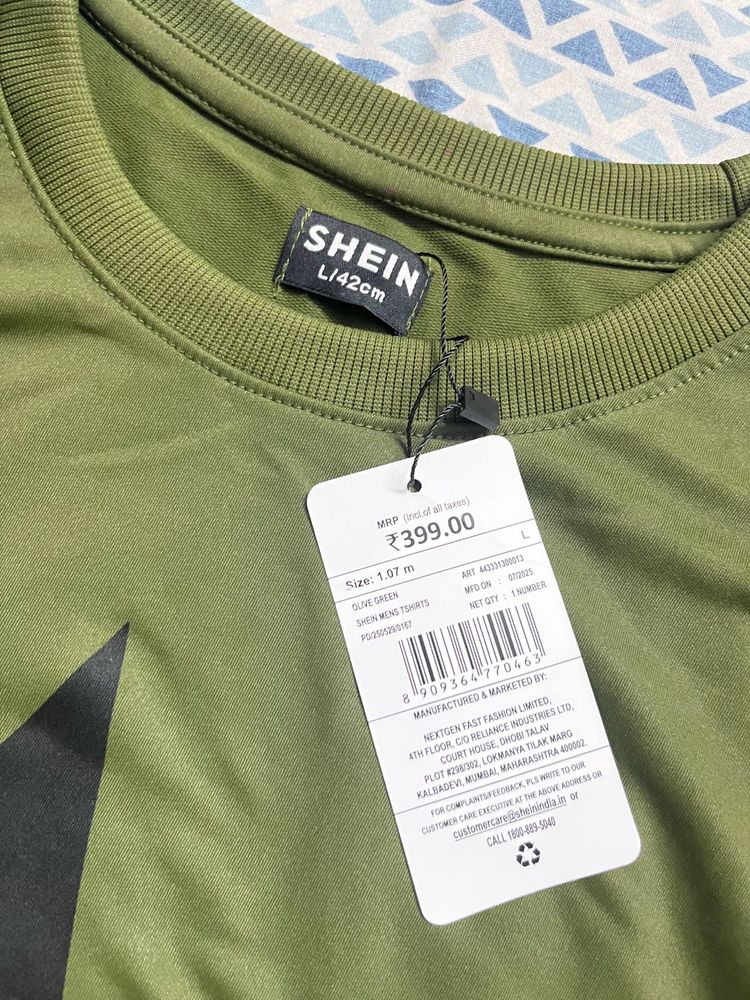 SHEIN
L/42cm
MRP (Incl.of all taxes)
₹399.00
Size: 1.07 m L
OLIVE GREEN ART 443331300013
SHEIN MENS TSHIRTS MFD ON : 07/2025
PD/250529/0167 NET QTY : 1 NUMBER
8 909364 770463
MANUFACTURED & MARKETED BY:
NEXTGEN FAST FASHION LIMITED,
4TH FLOOR, C/O RELIANCE INDUSTRIES LTD,
COURT HOUSE, DHOBI TALAV
PLOT #298/302, LOKMANYA TILAK MARG
KALBADEVI, MUMBAI, MAHARASHTRA 400002.
FOR COMPLAINTS/FEEDBACK, PLS WRITE TO OUR
CUSTOMER CARE EXECUTIVE AT THE ABOVE ADDRESS OR
customercare@sheinindia.in or
CALL 1800-889-5040